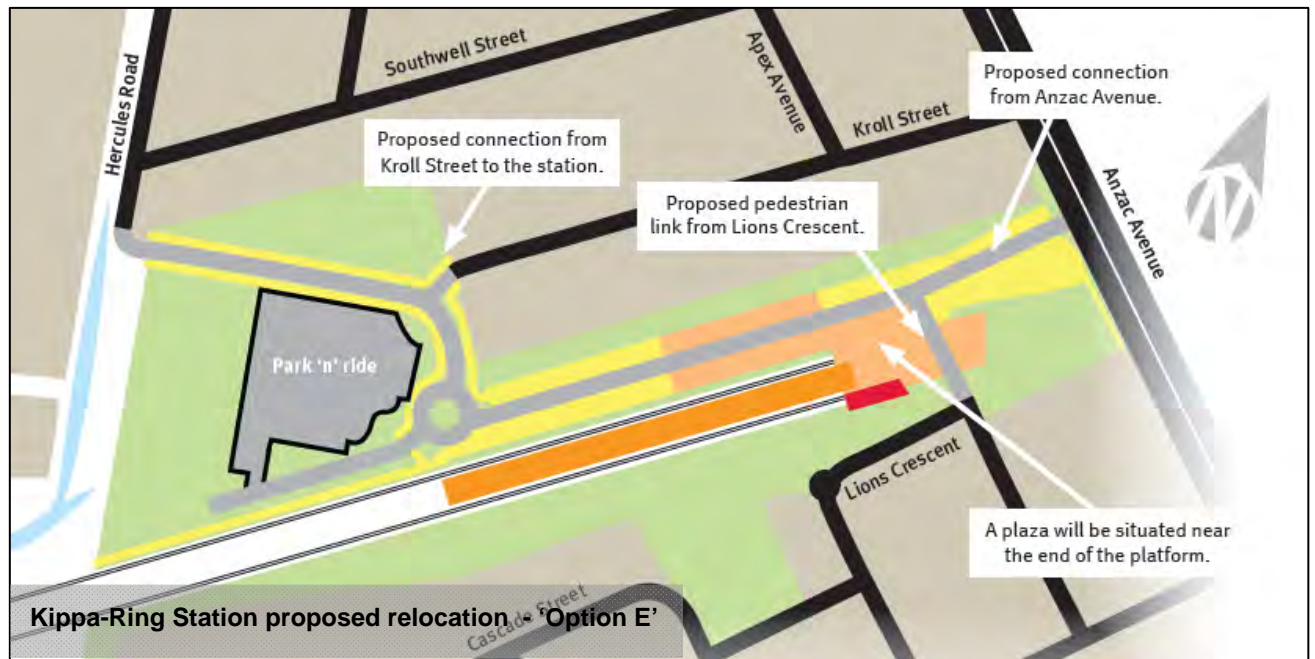 Southwell Street
Apex Avenue
Hercules Road
Proposed connection
from Anzac Avenue.
Proposed connection from
Kroll Street to the station.
Kroll Street
Proposed pedestrian
link from Lions Crescent.
Anzac Avenue
N
Park 'n' ride
Lions Crescent
A plaza will be situated near
the end of the platform.
Cascade Street
Kippa-Ring Station proposed relocation - ‘Option E’